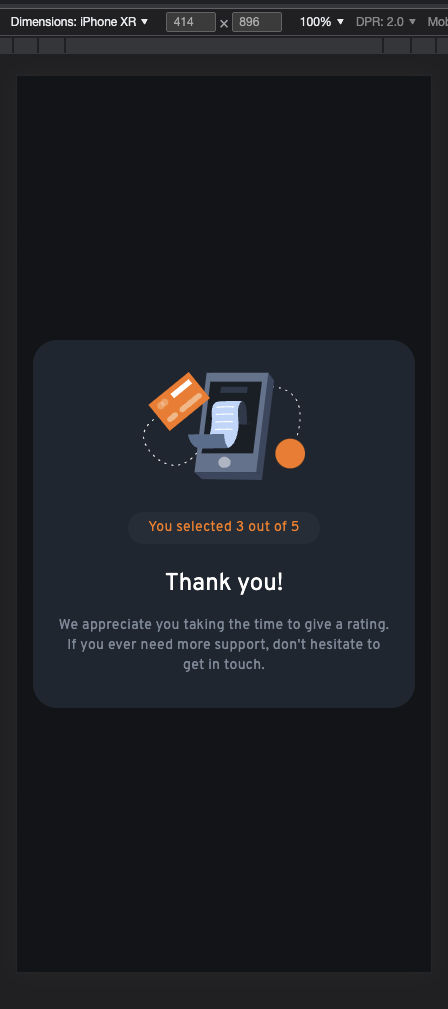 Dimensions: iPhone XR ▼ 414 × 896 100% ▼ DPR: 2.0 ▼ Mob
You selected 3 out of 5
Thank you!
We appreciate you taking the time to give a rating.
If you ever need more support, don't hesitate to
get in touch.